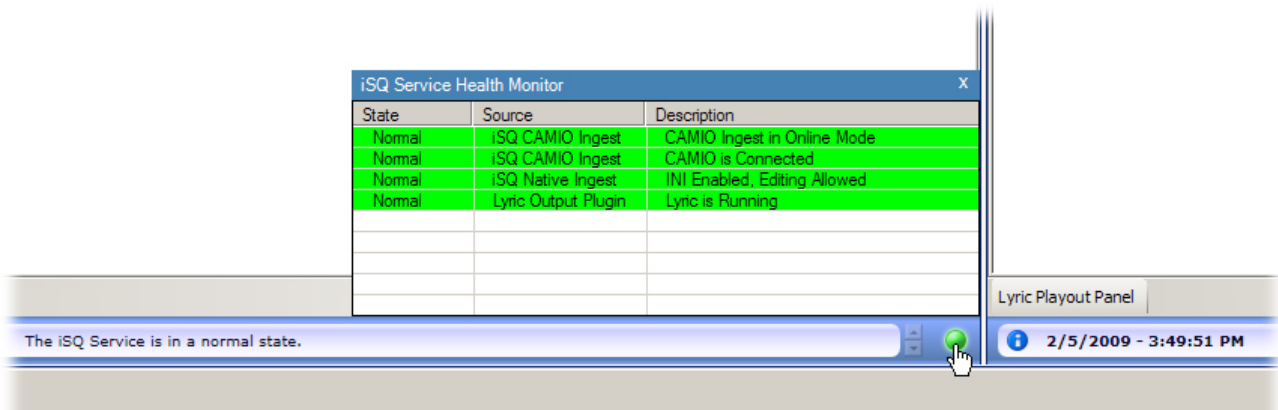 iSQ Service Health Monitor X
State Source Description
Normal iSQ CAMIO Ingest CAMIO Ingest in Online Mode
Normal iSQ CAMIO Ingest CAMIO is Connected
Normal iSQ Native Ingest INI Enabled, Editing Allowed
Normal Lyric Output Plugin Lyric is Running
Lyric Playout Panel
The iSQ Service is in a normal state. 2/5/2009 - 3:49:51 PM